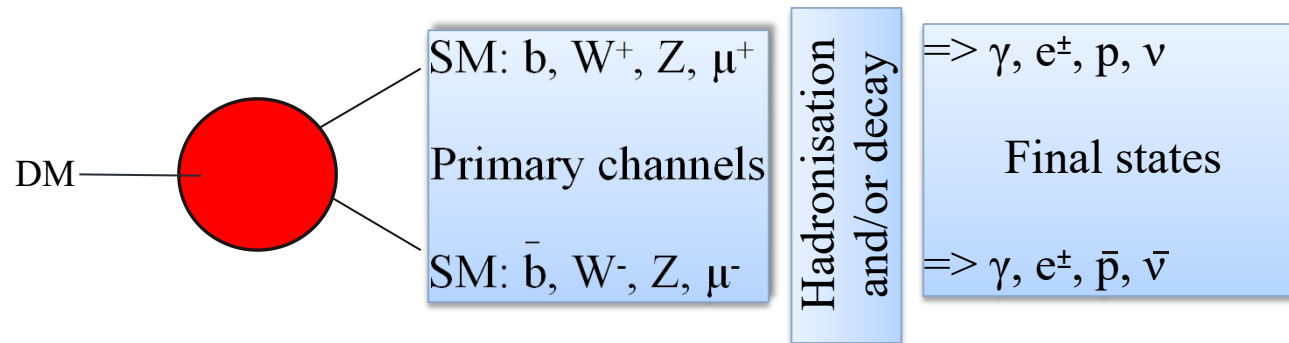 DM
SM: b, W⁺, Z, μ⁺
Primary channels
SM: b̄, W⁻, Z, μ⁻
Hadronisation
and/or decay
=> γ, e±, p, ν
Final states
=> γ, e±, p̄, ν̄